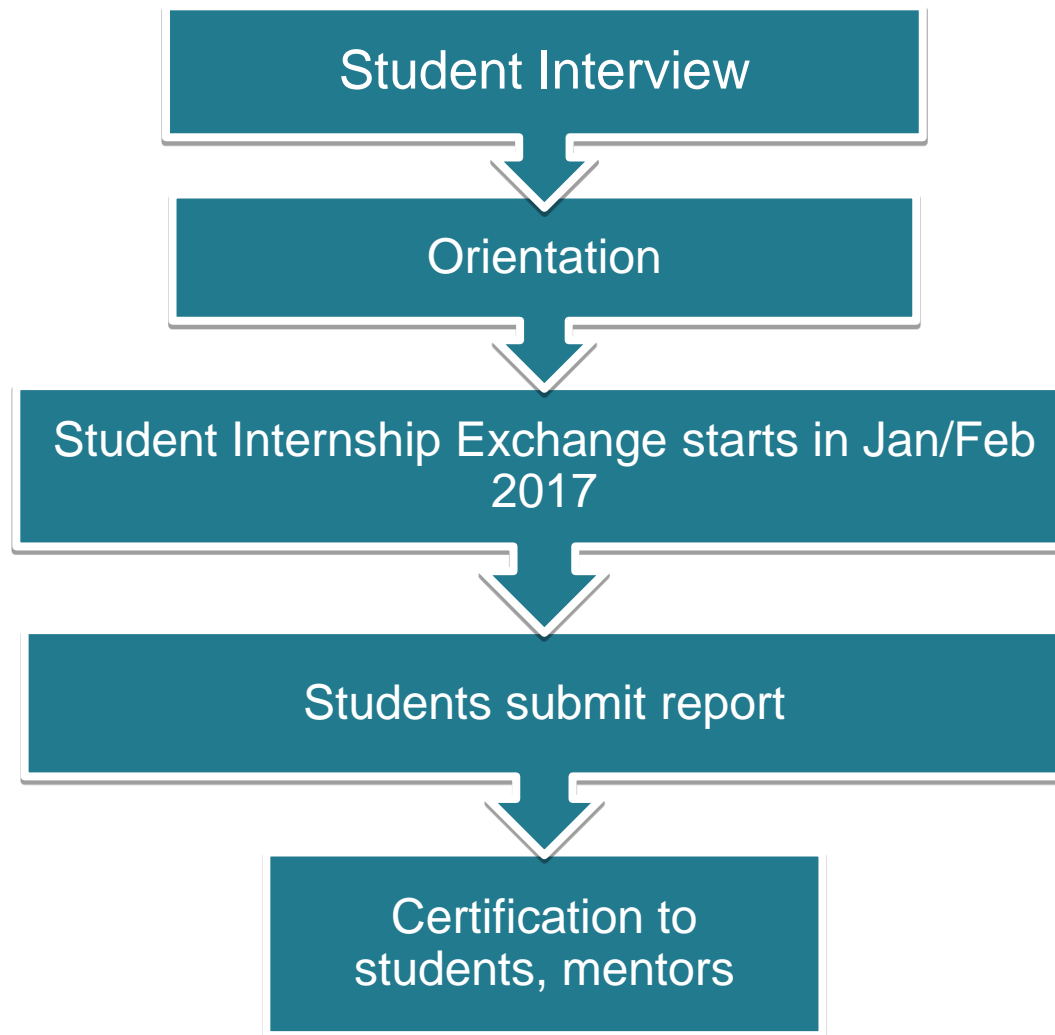 Student Interview
Orientation
Student Internship Exchange starts in Jan/Feb
2017
Students submit report
Certification to
students, mentors